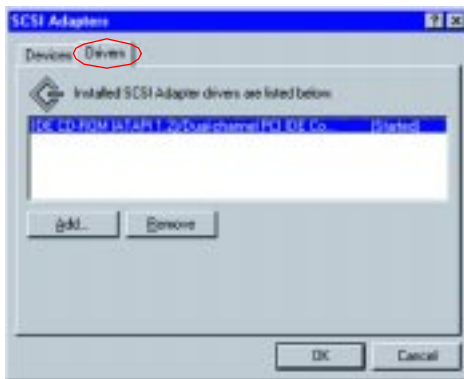 SCSI Adapters
Devices Drivers
Installed SCSI Adapter drivers are listed below.
IDE CD-ROM (ATAPI 1.2)/Dual-channel PCI IDE Co... (Started)
Add...
Remove
OK
Cancel